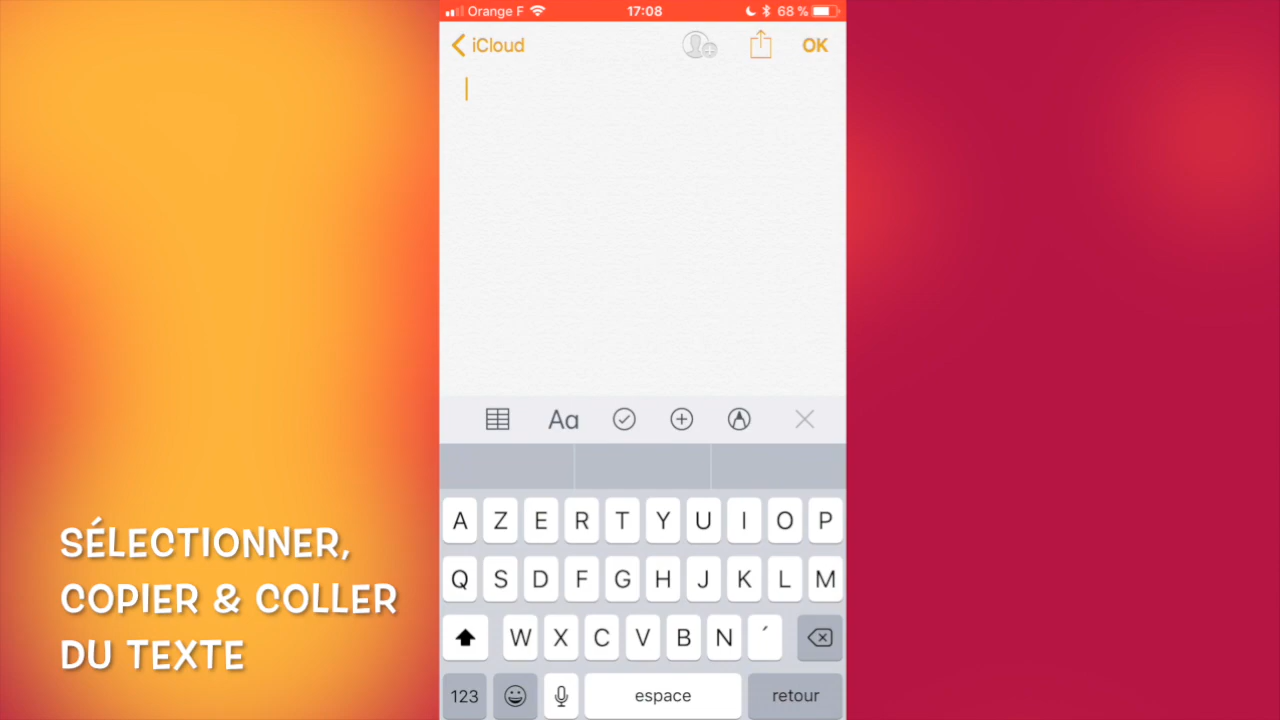 Orange F 17:08 68 %
iCloud OK
Aa
A Z E R T Y U I O P
Q S D F G H J K L M
W X C V B N ´
123 espace retour
SÉLECTIONNER,
COPIER & COLLER
DU TEXTE